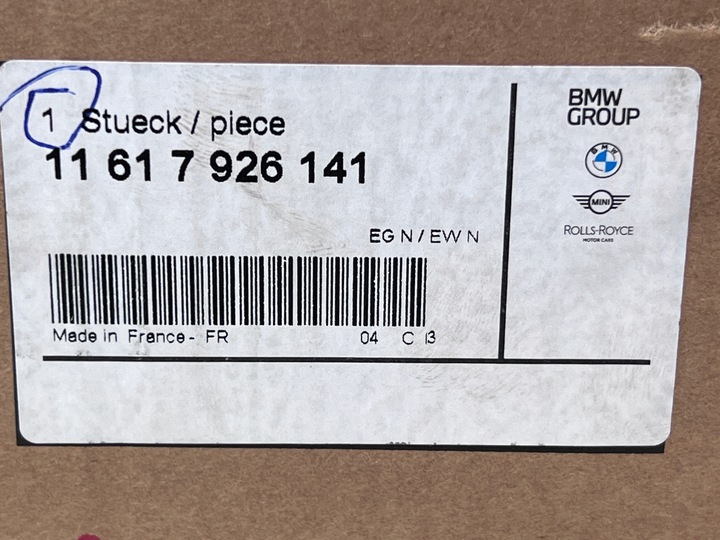 1 Stueck / piece
11 61 7 926 141
EG N / EW N
Made in France - FR
04 C
BMW
GROUP
BMW
MINI
ROLLS-ROYCE
MOTOR CARS